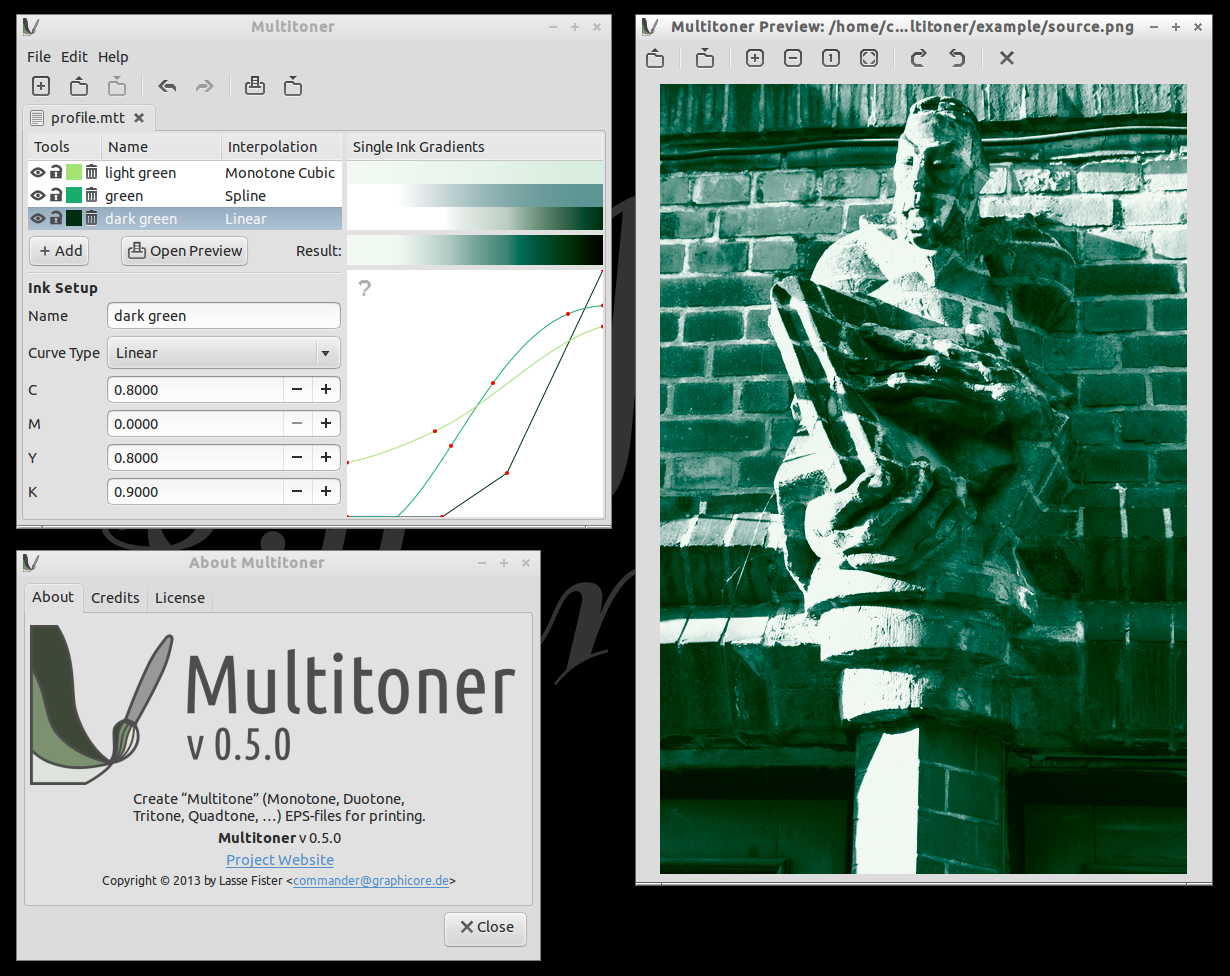 Multitoner
File Edit Help
profile.mtt
Tools Name Interpolation Single Ink Gradients
light green Monotone Cubic
green Spline
dark green Linear
+ Add Open Preview Result:
Ink Setup
?
Name dark green
Curve Type Linear
C 0.8000 − +
M 0.0000 − +
Y 0.8000 − +
K 0.9000 − +
About Multitoner
About Credits License
Multitoner
v 0.5.0
Create “Multitone” (Monotone, Duotone,
Tritone, Quadtone, …) EPS-files for printing.
Multitoner v 0.5.0
Project Website
Copyright © 2013 by Lasse Fister <commander@graphicore.de>
Close
Multitoner Preview: /home/c...ltitoner/example/source.png
1